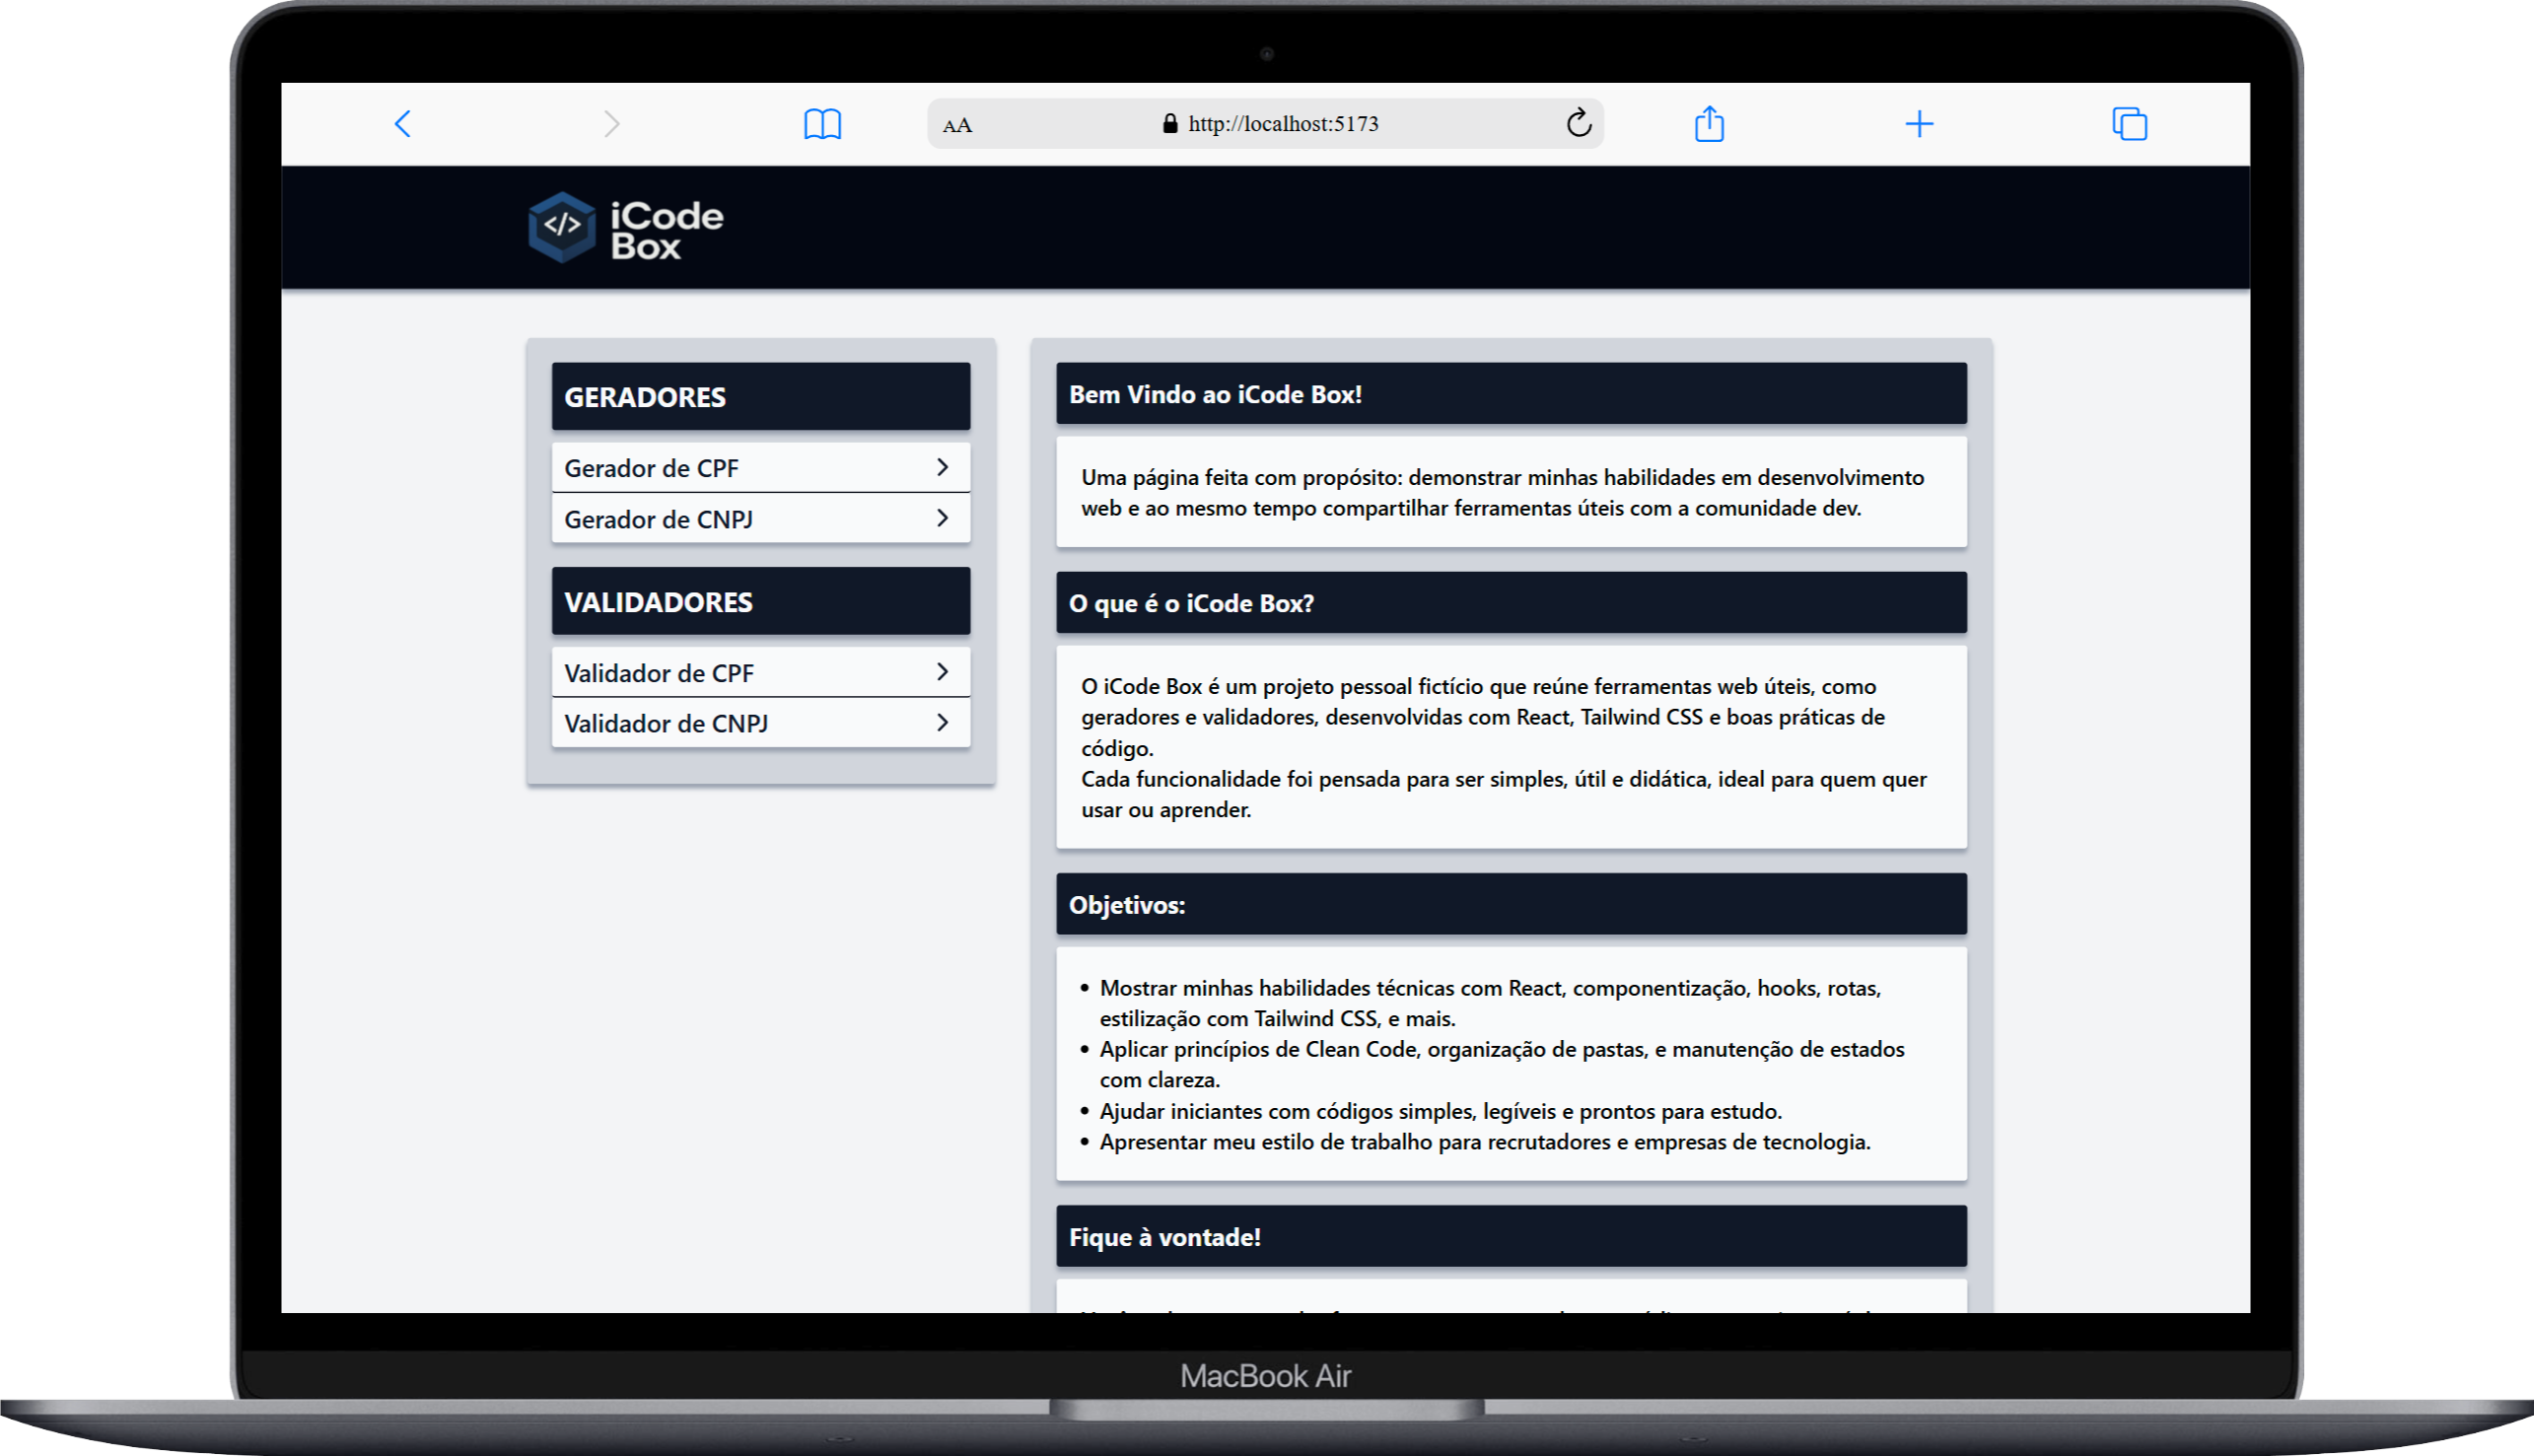 AA
http://localhost:5173
</>
iCode
Box
GERADORES
Gerador de CPF
Gerador de CNPJ
VALIDADORES
Validador de CPF
Validador de CNPJ
Bem Vindo ao iCode Box!
Uma página feita com propósito: demonstrar minhas habilidades em desenvolvimento
web e ao mesmo tempo compartilhar ferramentas úteis com a comunidade dev.
O que é o iCode Box?
O iCode Box é um projeto pessoal fictício que reúne ferramentas web úteis, como
geradores e validadores, desenvolvidas com React, Tailwind CSS e boas práticas de
código.
Cada funcionalidade foi pensada para ser simples, útil e didática, ideal para quem quer
usar ou aprender.
Objetivos:
• Mostrar minhas habilidades técnicas com React, componentização, hooks, rotas,
estilização com Tailwind CSS, e mais.
• Aplicar princípios de Clean Code, organização de pastas, e manutenção de estados
com clareza.
• Ajudar iniciantes com códigos simples, legíveis e prontos para estudo.
• Apresentar meu estilo de trabalho para recrutadores e empresas de tecnologia.
Fique à vontade!
MacBook Air